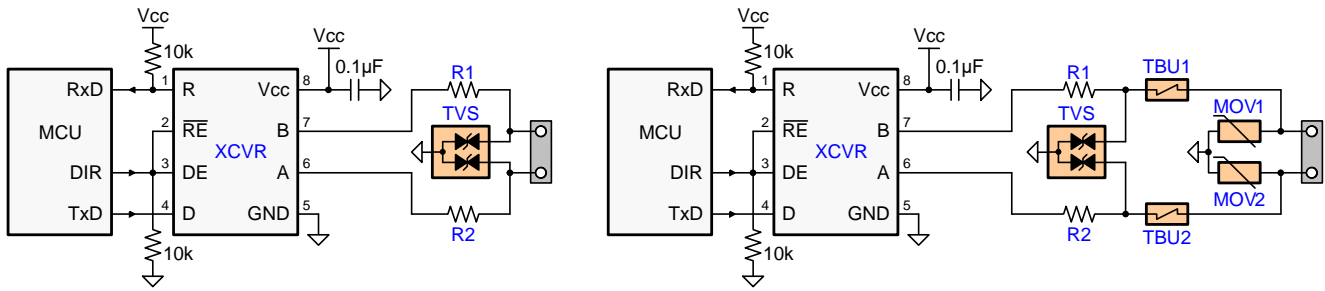 Vcc
10k
Vcc
0.1µF
R1
RxD
1
R
Vcc
8
TVS
MCU
2
RE
B
7
XCVR
DIR
3
DE
A
6
TxD
4
D
GND
5
R2
10k
Vcc
10k
Vcc
0.1µF
R1
TBU1
RxD
1
R
Vcc
8
MOV1
TVS
MCU
2
RE
B
7
XCVR
DIR
3
DE
A
6
MOV2
TxD
4
D
GND
5
R2
TBU2
10k